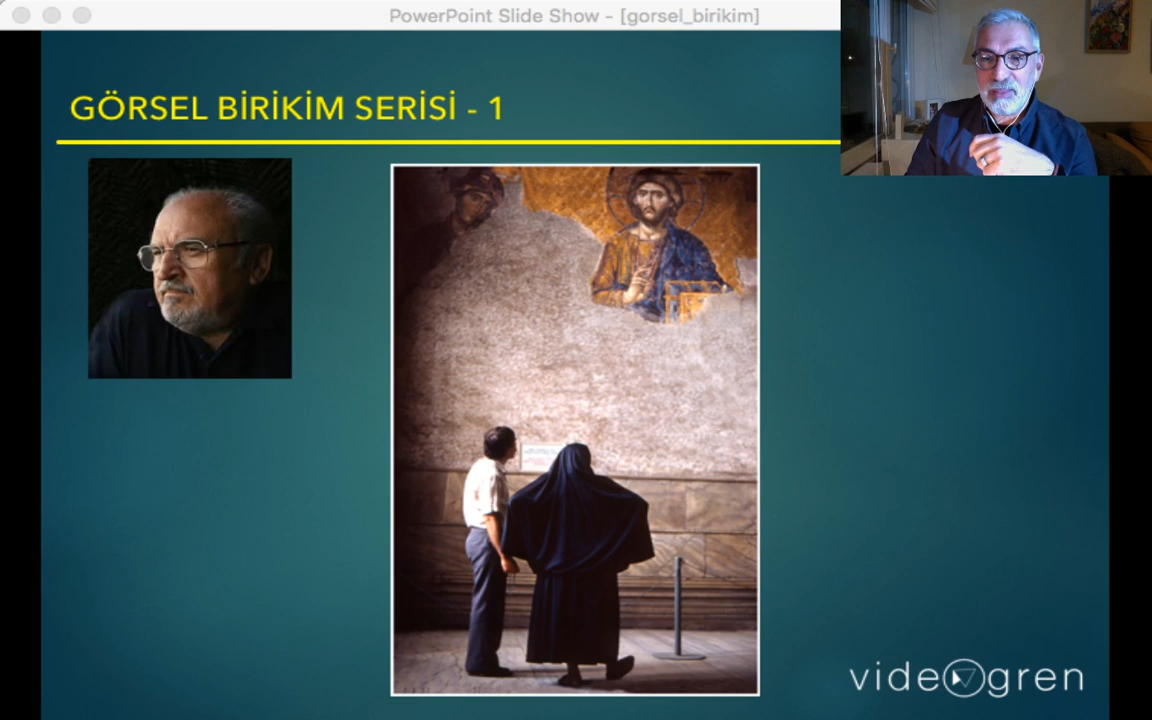 PowerPoint Slide Show - [gorsel_birikim]
GÖRSEL BİRİKİM SERİSİ - 1
videogren